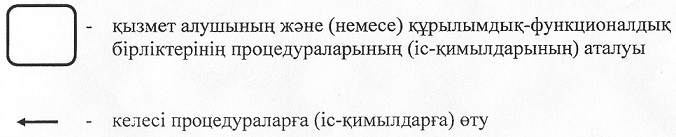 - қызмет алушының және (немесе) құрылымдық-функционалдық
бірліктерінің процедураларының (іс-қимылдарының) аталуы
- келесі процедураларға (іс-қимылдарға) өту